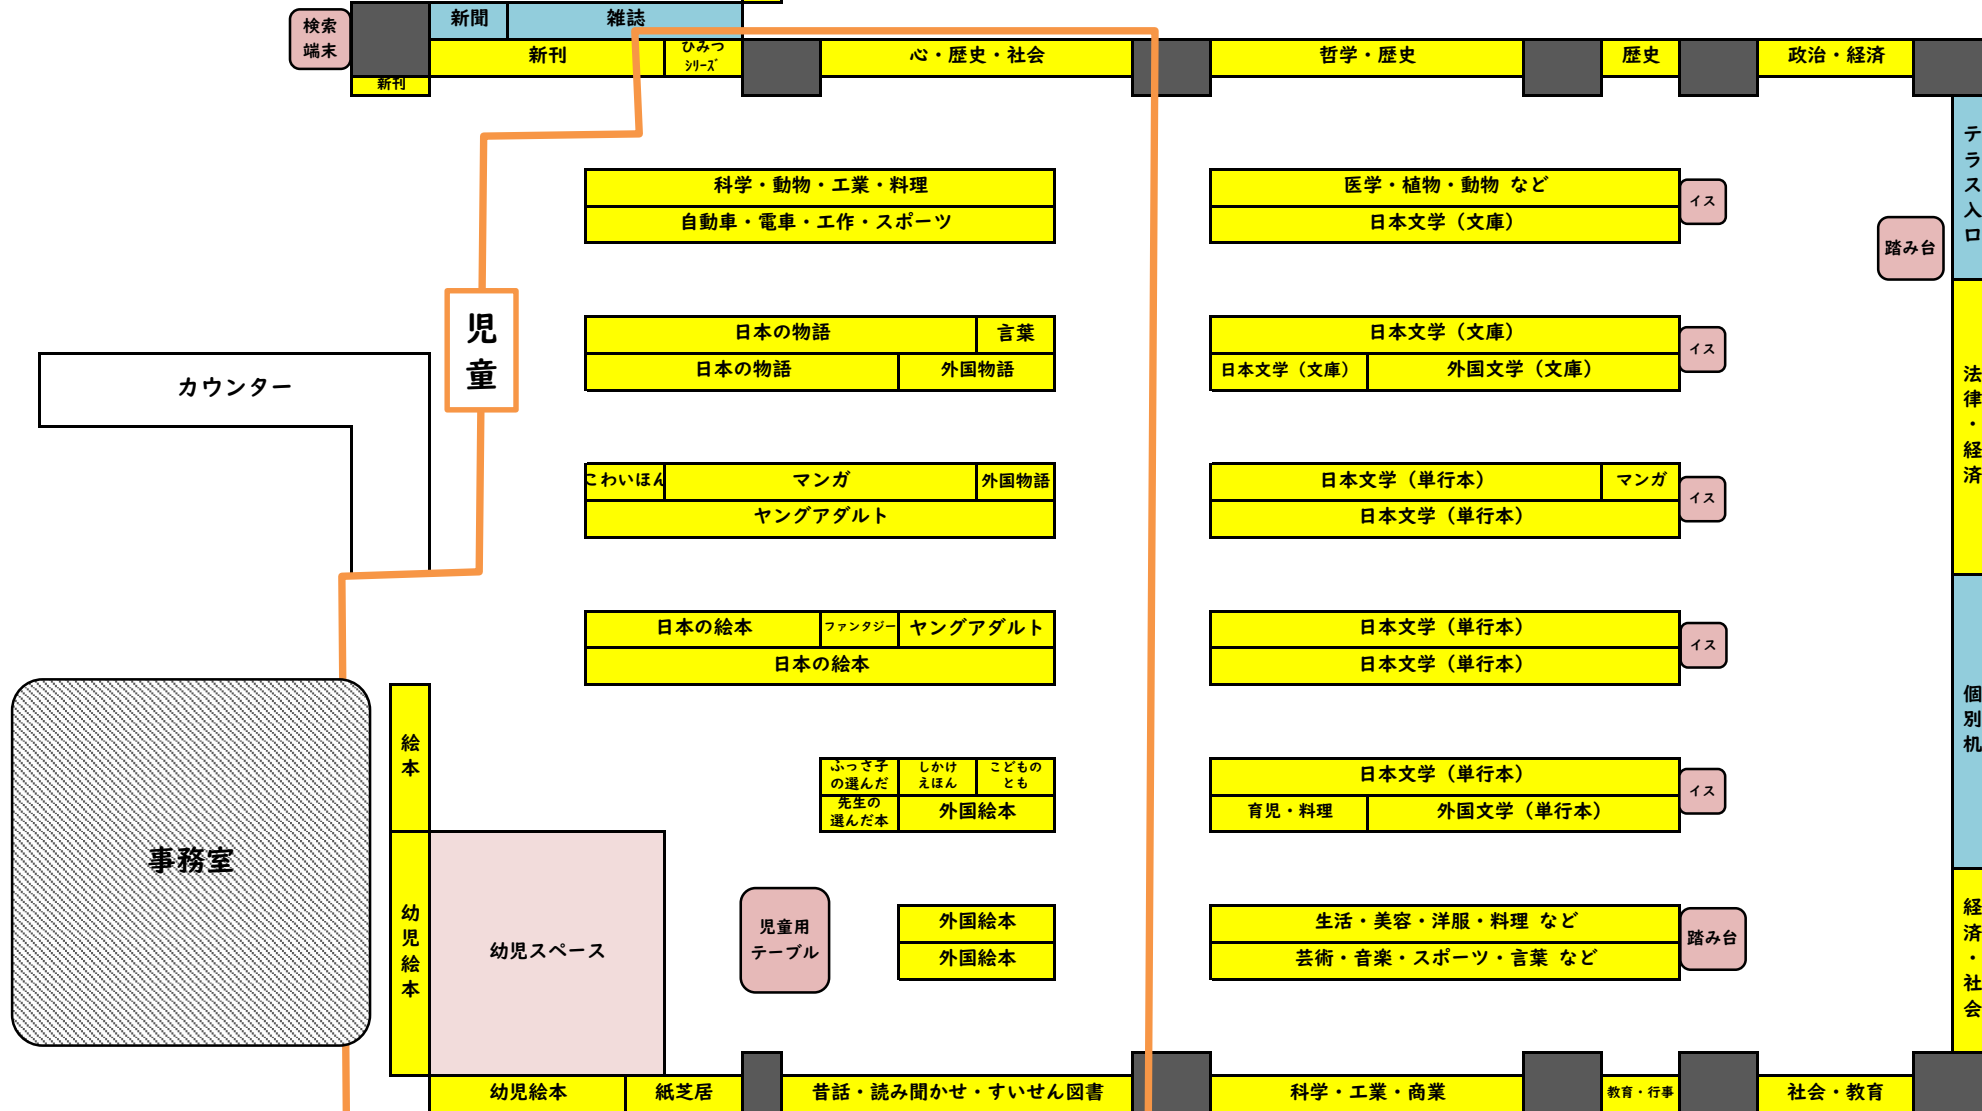 検索
端末
新聞
雑誌
新刊
ひみつ
シリーズ
新刊
心・歴史・社会
哲学・歴史
歴史
政治・経済
科学・動物・工業・料理
自動車・電車・工作・スポーツ
医学・植物・動物 など
日本文学（文庫）
イス
テラス入口
踏み台
児童
日本の物語
言葉
日本の物語
外国物語
日本文学（文庫）
日本文学（文庫）
外国文学（文庫）
イス
カウンター
法律・経済
こわいほん
マンガ
外国物語
ヤングアダルト
日本文学（単行本）
マンガ
日本文学（単行本）
イス
日本の絵本
ファンタジー
ヤングアダルト
日本の絵本
日本文学（単行本）
日本文学（単行本）
イス
個別机
絵本
ふっさ子
の選んだ
しかけ
えほん
こどもの
とも
先生の
選んだ本
外国絵本
日本文学（単行本）
育児・料理
外国文学（単行本）
イス
事務室
幼児絵本
幼児スペース
児童用
テーブル
外国絵本
外国絵本
生活・美容・洋服・料理 など
芸術・音楽・スポーツ・言葉 など
踏み台
経済・社会
幼児絵本
紙芝居
昔話・読み聞かせ・すいせん図書
科学・工業・商業
教育・行事
社会・教育